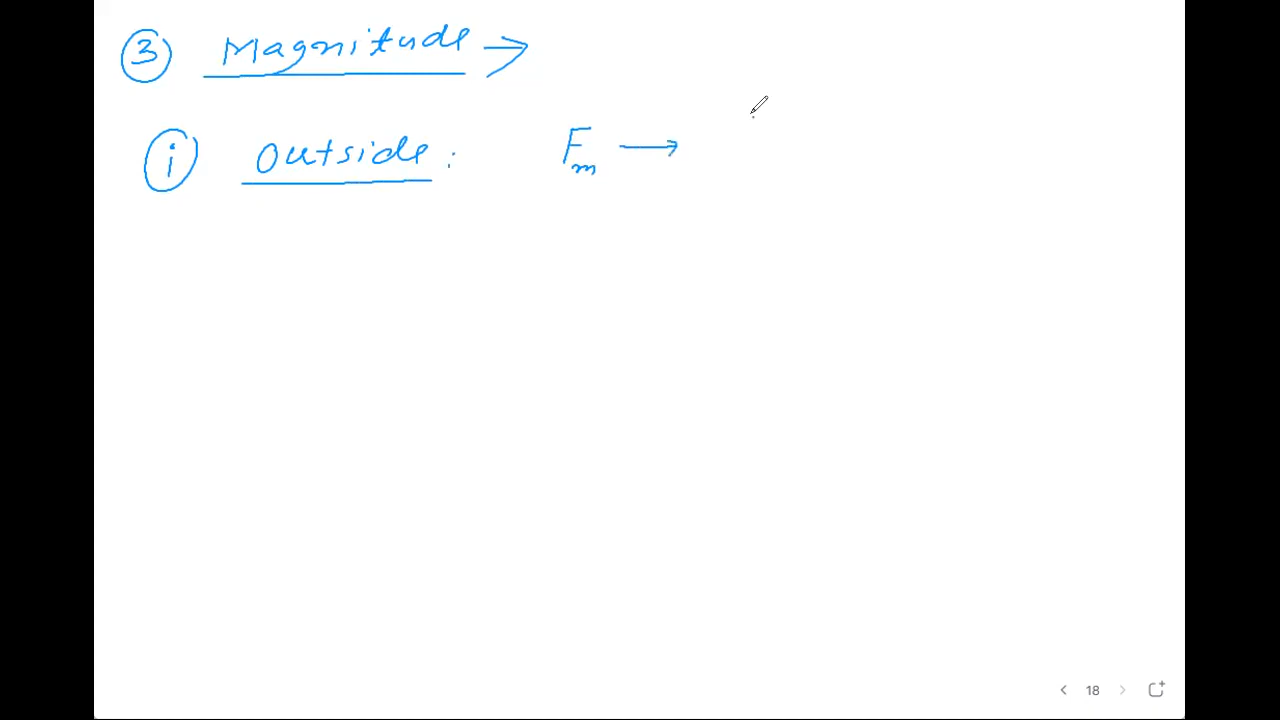 ③ Magnitude →
ⓘ Outside : Fm →
18